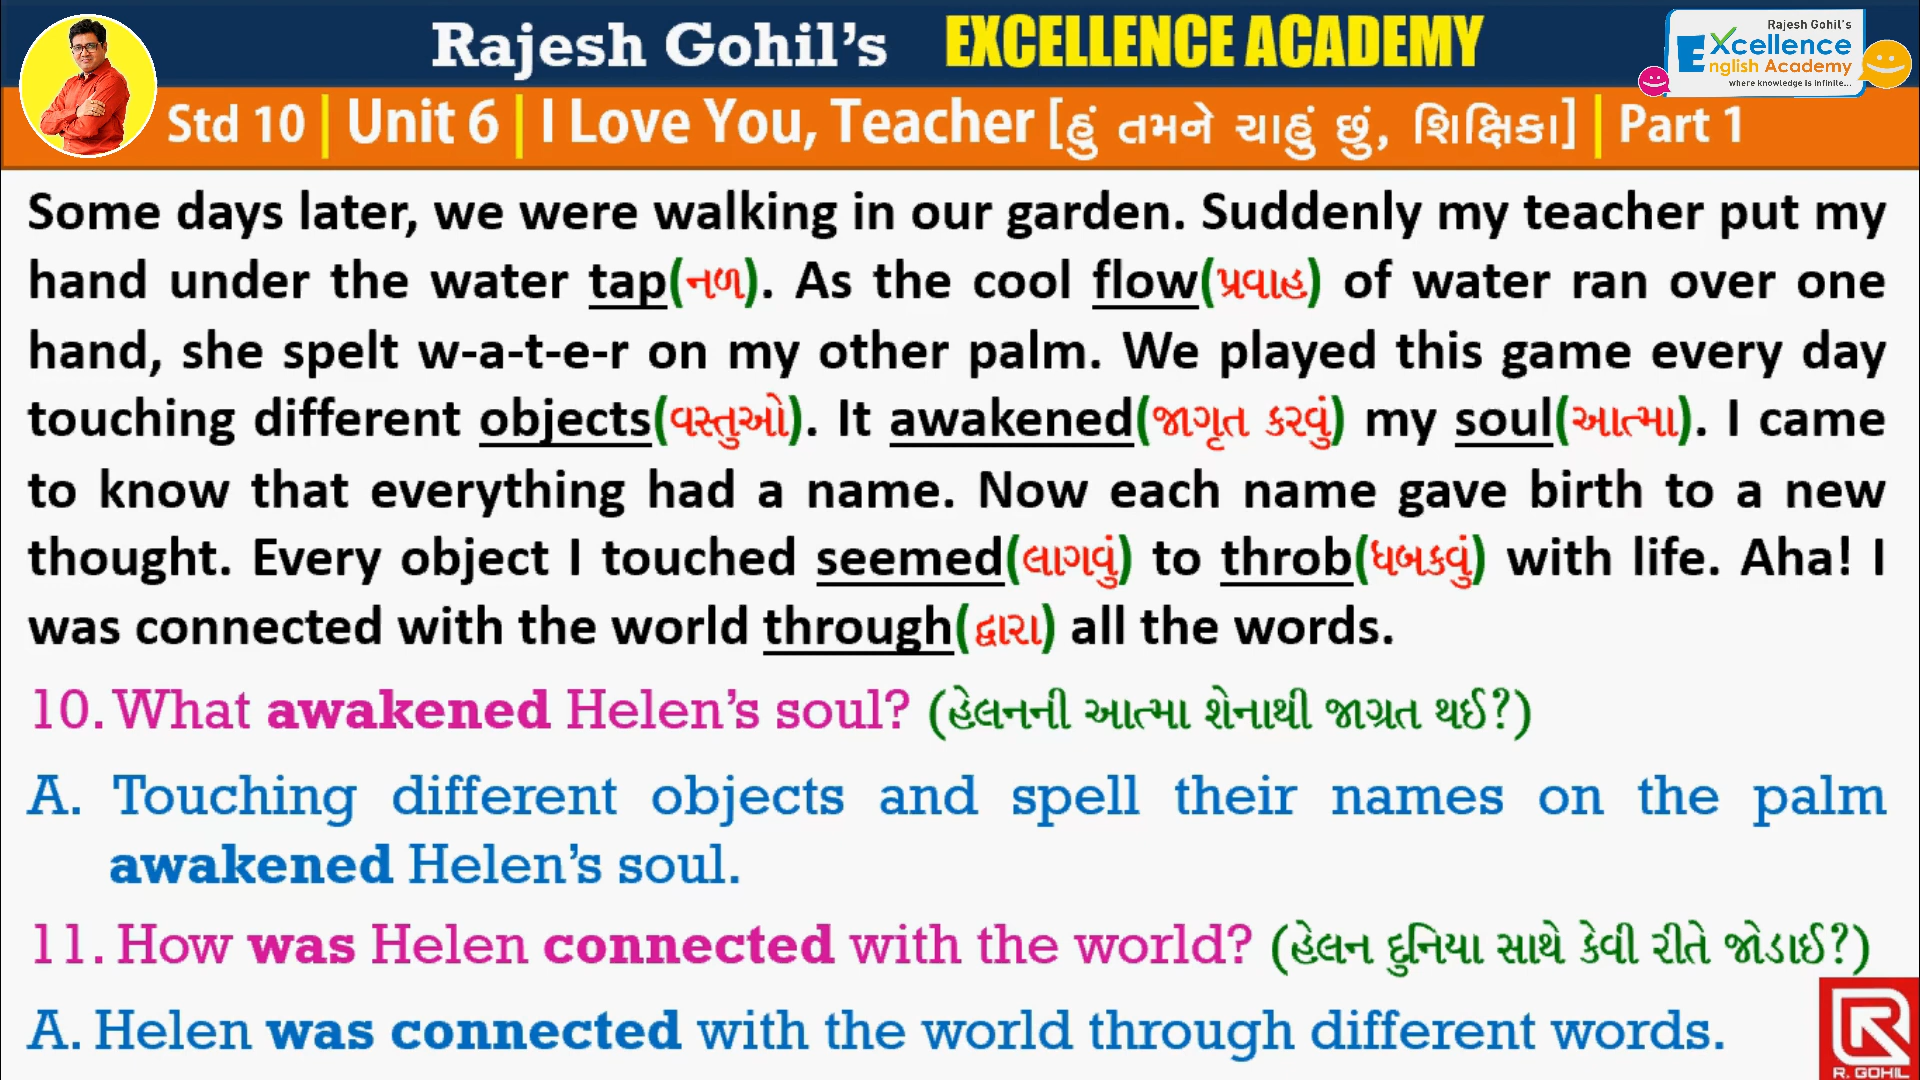 Rajesh Gohil’s EXCELLENCE ACADEMY
Rajesh Gohil's
Excellence
English Academy
where knowledge is infinite...
Std 10 | Unit 6 | I Love You, Teacher [હું તમને ચાહું છું, શિક્ષિકા] | Part 1
Some days later, we were walking in our garden. Suddenly my teacher put my
hand under the water tap(નળ). As the cool flow(પ્રવાહ) of water ran over one
hand, she spelt w-a-t-e-r on my other palm. We played this game every day
touching different objects(વસ્તુઓ). It awakened(જાગૃત કરવું) my soul(આત્મા). I came
to know that everything had a name. Now each name gave birth to a new
thought. Every object I touched seemed(લાગવું) to throb(ધબકવું) with life. Aha! I
was connected with the world through(દ્વારા) all the words.
10. What awakened Helen’s soul? (હેલનની આત્મા શેનાથી જાગ્રત થઈ?)
A. Touching different objects and spell their names on the palm
awakened Helen’s soul.
11. How was Helen connected with the world? (હેલન દુનિયા સાથે કેવી રીતે જોડાઈ?)
A. Helen was connected with the world through different words.
R. GOHIL